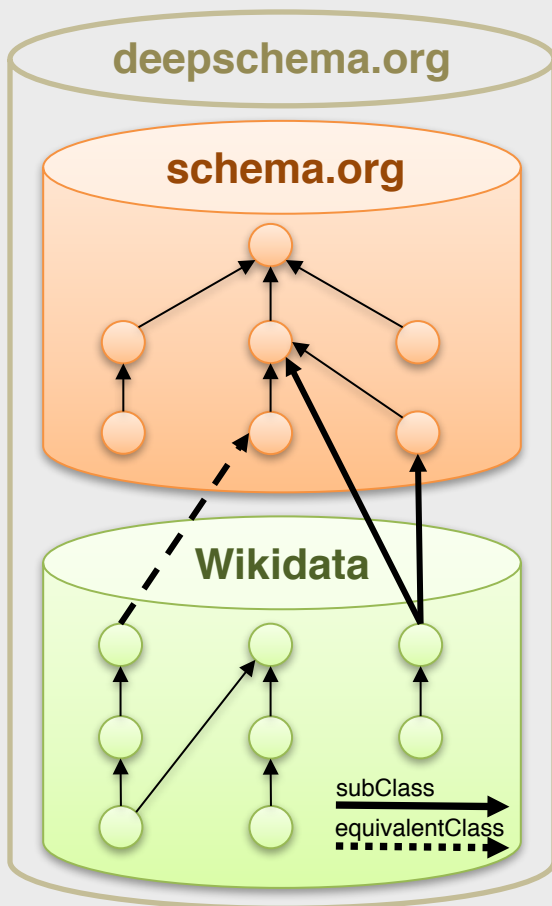 deepschema.org
schema.org
Wikidata
subClass
equivalentClass